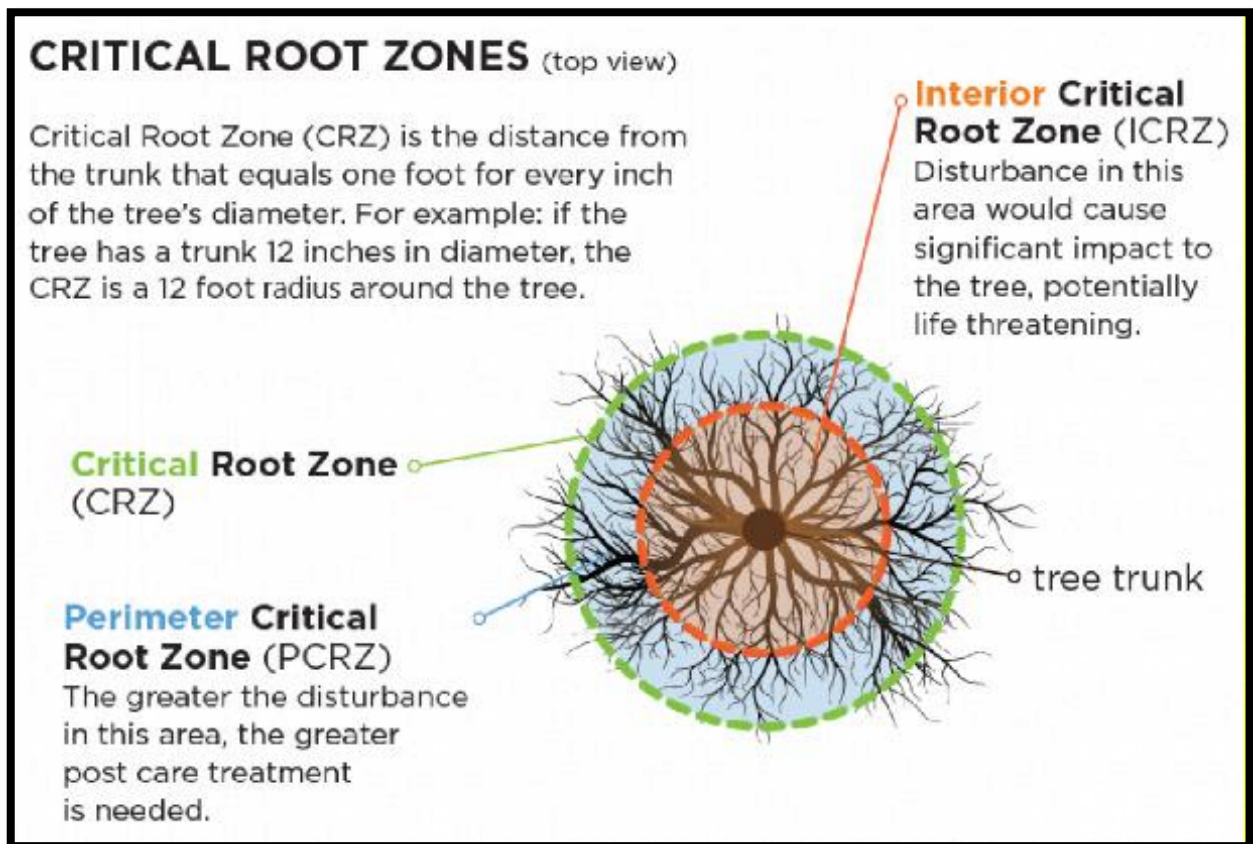 CRITICAL ROOT ZONES (top view)
Critical Root Zone (CRZ) is the distance from
the trunk that equals one foot for every inch
of the tree's diameter. For example: if the
tree has a trunk 12 inches in diameter, the
CRZ is a 12 foot radius around the tree.
Interior Critical
Root Zone (ICRZ)
Disturbance in this
area would cause
significant impact to
the tree, potentially
life threatening.
Critical Root Zone
(CRZ)
tree trunk
Perimeter Critical
Root Zone (PCRZ)
The greater the disturbance
in this area, the greater
post care treatment
is needed.